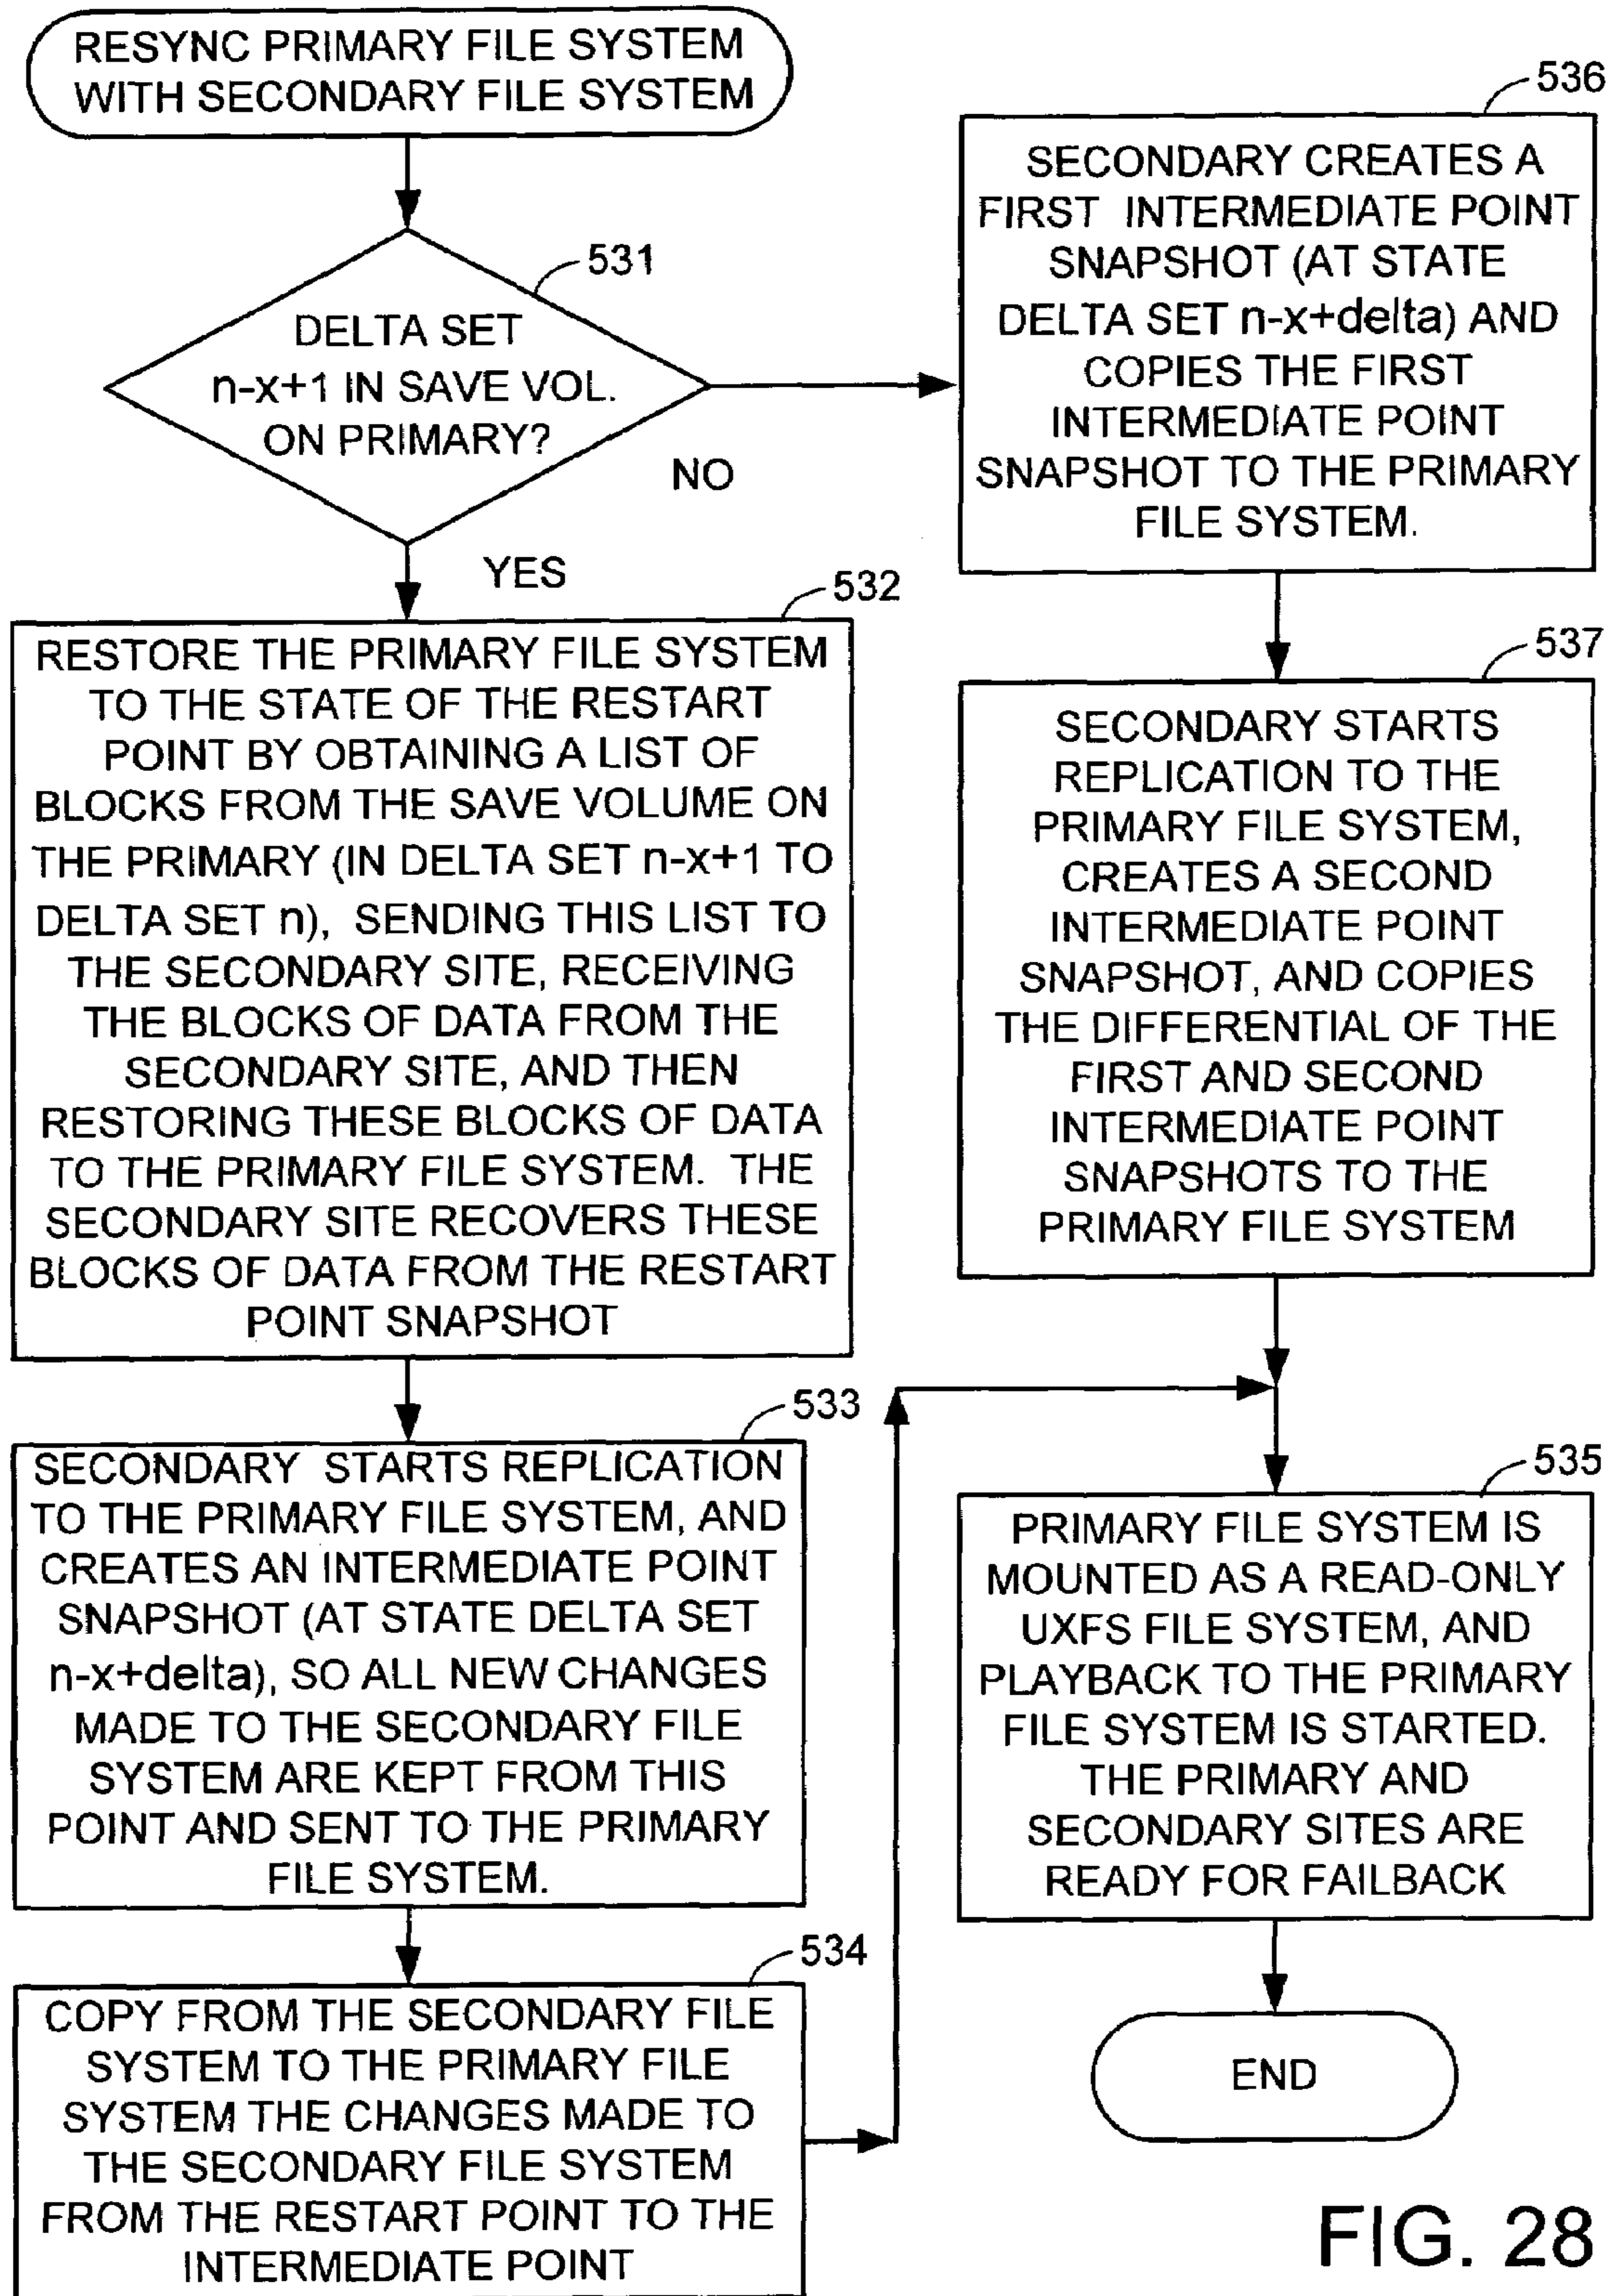 RESYNC PRIMARY FILE SYSTEM
WITH SECONDARY FILE SYSTEM
531
DELTA SET
n-x+1 IN SAVE VOL.
ON PRIMARY?
NO
YES
532
RESTORE THE PRIMARY FILE SYSTEM
TO THE STATE OF THE RESTART
POINT BY OBTAINING A LIST OF
BLOCKS FROM THE SAVE VOLUME ON
THE PRIMARY (IN DELTA SET n-x+1 TO
DELTA SET n), SENDING THIS LIST TO
THE SECONDARY SITE, RECEIVING
THE BLOCKS OF DATA FROM THE
SECONDARY SITE, AND THEN
RESTORING THESE BLOCKS OF DATA
TO THE PRIMARY FILE SYSTEM. THE
SECONDARY SITE RECOVERS THESE
BLOCKS OF DATA FROM THE RESTART
POINT SNAPSHOT
533
SECONDARY STARTS REPLICATION
TO THE PRIMARY FILE SYSTEM, AND
CREATES AN INTERMEDIATE POINT
SNAPSHOT (AT STATE DELTA SET
n-x+delta), SO ALL NEW CHANGES
MADE TO THE SECONDARY FILE
SYSTEM ARE KEPT FROM THIS
POINT AND SENT TO THE PRIMARY
FILE SYSTEM.
534
COPY FROM THE SECONDARY FILE
SYSTEM TO THE PRIMARY FILE
SYSTEM THE CHANGES MADE TO
THE SECONDARY FILE SYSTEM
FROM THE RESTART POINT TO THE
INTERMEDIATE POINT
536
SECONDARY CREATES A
FIRST INTERMEDIATE POINT
SNAPSHOT (AT STATE
DELTA SET n-x+delta) AND
COPIES THE FIRST
INTERMEDIATE POINT
SNAPSHOT TO THE PRIMARY
FILE SYSTEM.
537
SECONDARY STARTS
REPLICATION TO THE
PRIMARY FILE SYSTEM,
CREATES A SECOND
INTERMEDIATE POINT
SNAPSHOT, AND COPIES
THE DIFFERENTIAL OF THE
FIRST AND SECOND
INTERMEDIATE POINT
SNAPSHOTS TO THE
PRIMARY FILE SYSTEM
535
PRIMARY FILE SYSTEM IS
MOUNTED AS A READ-ONLY
UXFS FILE SYSTEM, AND
PLAYBACK TO THE PRIMARY
FILE SYSTEM IS STARTED.
THE PRIMARY AND
SECONDARY SITES ARE
READY FOR FAILBACK
END
FIG. 28